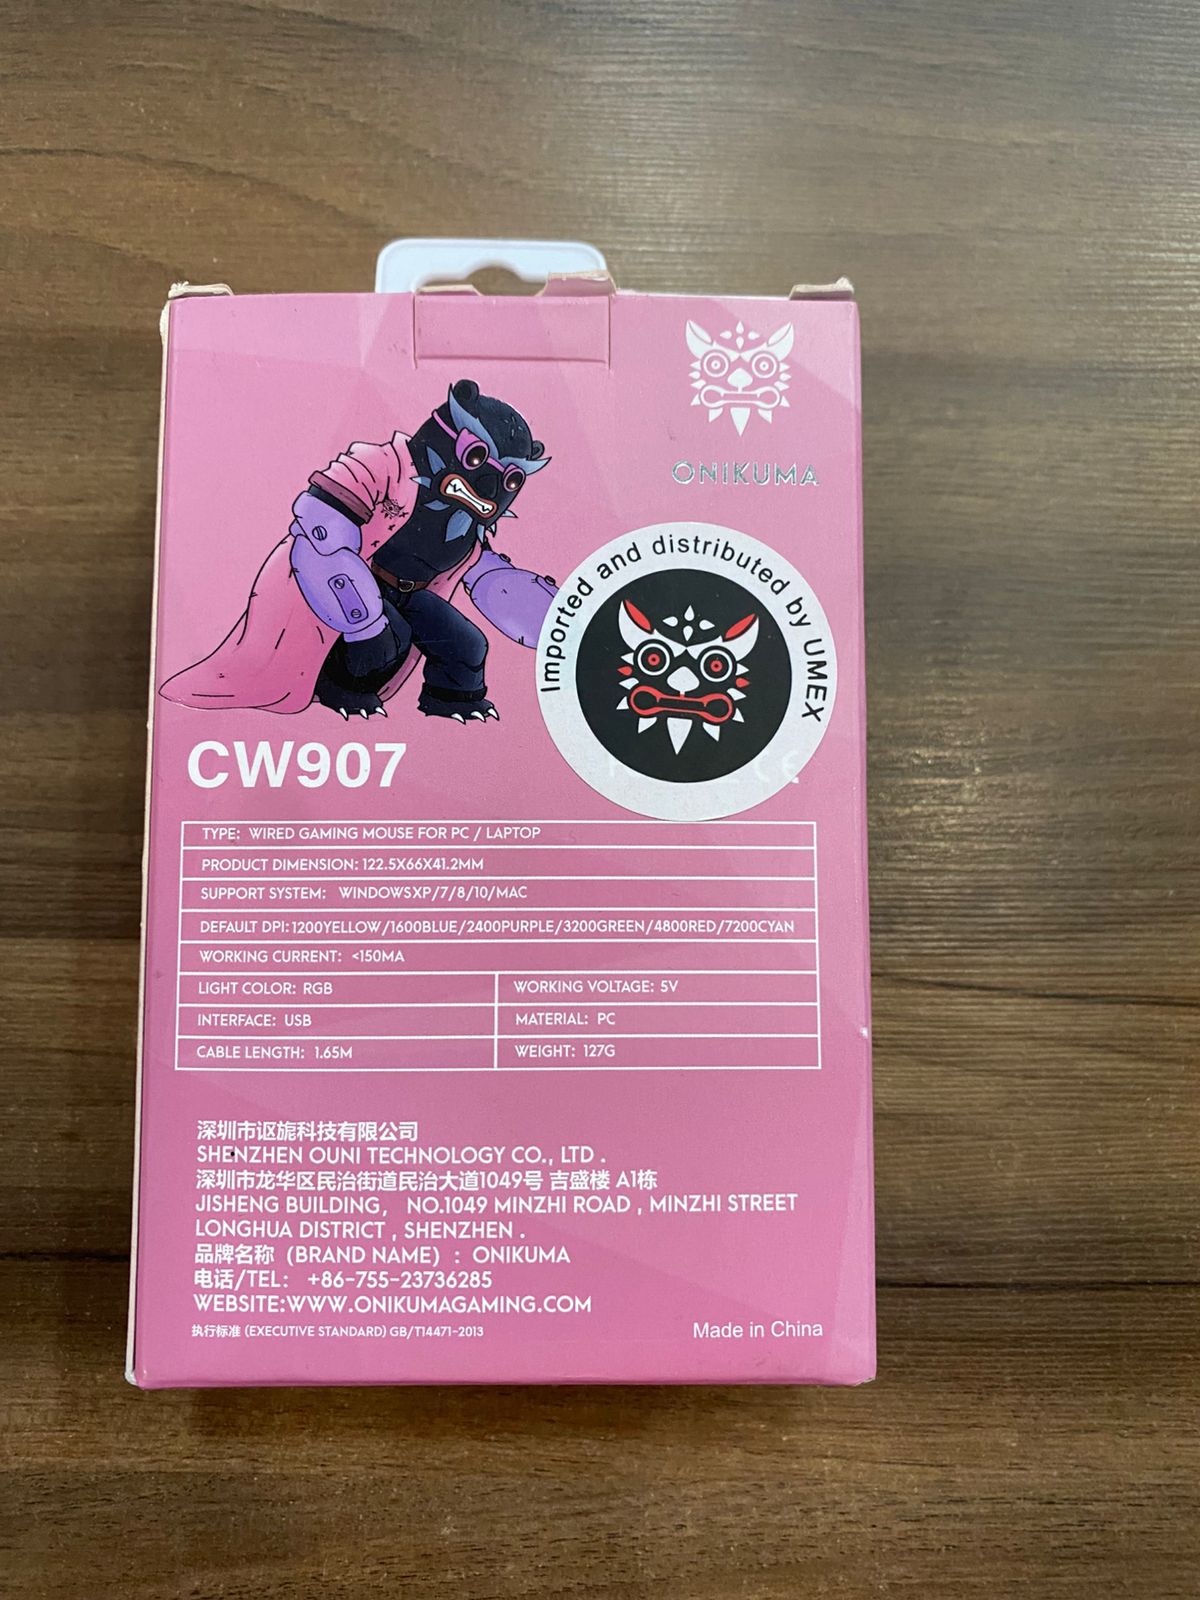 ONIKUMA
Imported and distributed by UMEX
CW907
CE
TYPE: WIRED GAMING MOUSE FOR PC / LAPTOP
PRODUCT DIMENSION: 122.5X66X41.2MM
SUPPORT SYSTEM: WINDOWSXP/7/8/10/MAC
DEFAULT DPI:1200YELLOW/1600BLUE/2400PURPLE/3200GREEN/4800RED/7200CYAN
WORKING CURRENT: <150MA
LIGHT COLOR: RGB
WORKING VOLTAGE: 5V
INTERFACE: USB
MATERIAL: PC
CABLE LENGTH: 1.65M
WEIGHT: 127G
深圳市讴旎科技有限公司
SHENZHEN OUNI TECHNOLOGY CO., LTD .
深圳市龙华区民治街道民治大道1049号 吉盛楼 A1栋
JISHENG BUILDING, NO.1049 MINZHI ROAD , MINZHI STREET
LONGHUA DISTRICT , SHENZHEN .
品牌名称 (BRAND NAME) : ONIKUMA
电话/TEL: +86-755-23736285
WEBSITE:WWW.ONIKUMAGAMING.COM
执行标准 (EXECUTIVE STANDARD) GB/T14471-2013
Made in China